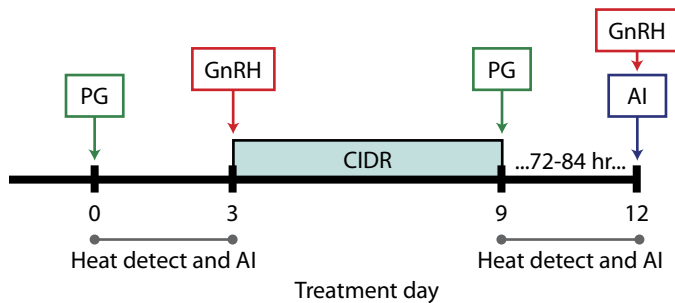 GnRH
PG GnRH PG AI
CIDR ...72-84 hr...
0 3 9 12
Heat detect and AI Heat detect and AI
Treatment day